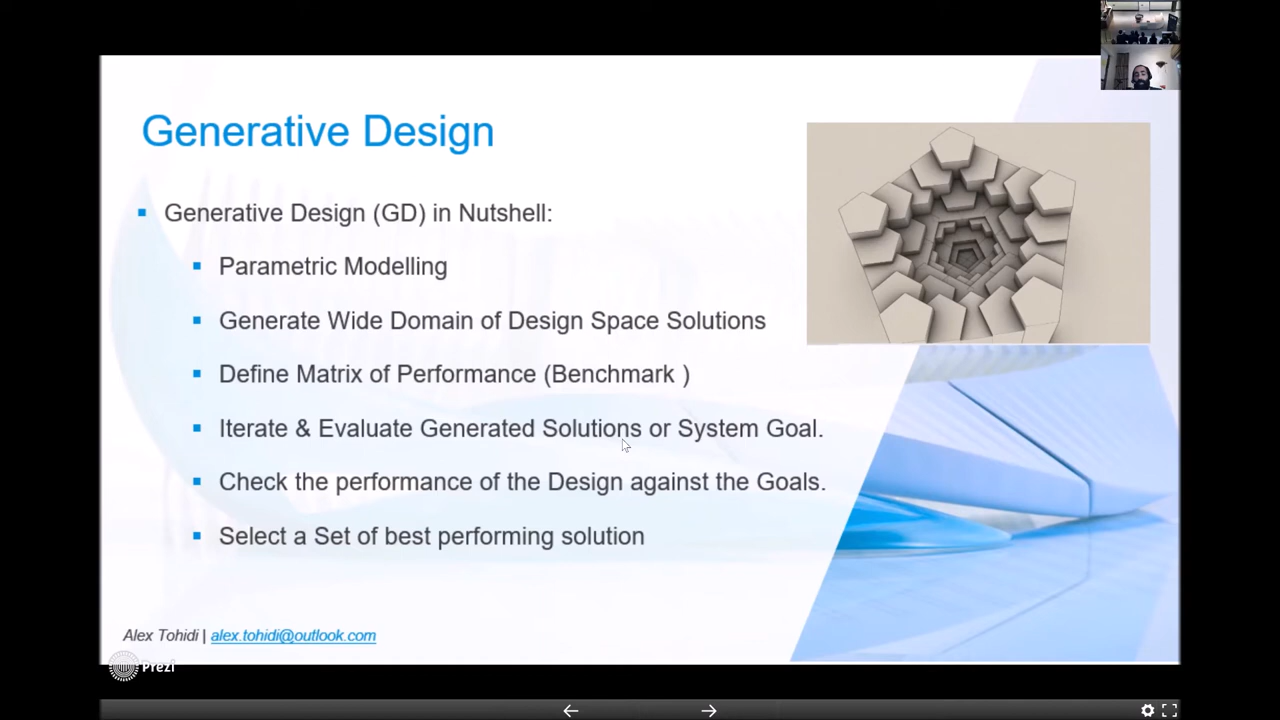 Generative Design
Generative Design (GD) in Nutshell:
Parametric Modelling
Generate Wide Domain of Design Space Solutions
Define Matrix of Performance (Benchmark )
Iterate & Evaluate Generated Solutions or System Goal.
Check the performance of the Design against the Goals.
Select a Set of best performing solution
Alex Tohidi | alex.tohidi@outlook.com
Prezi